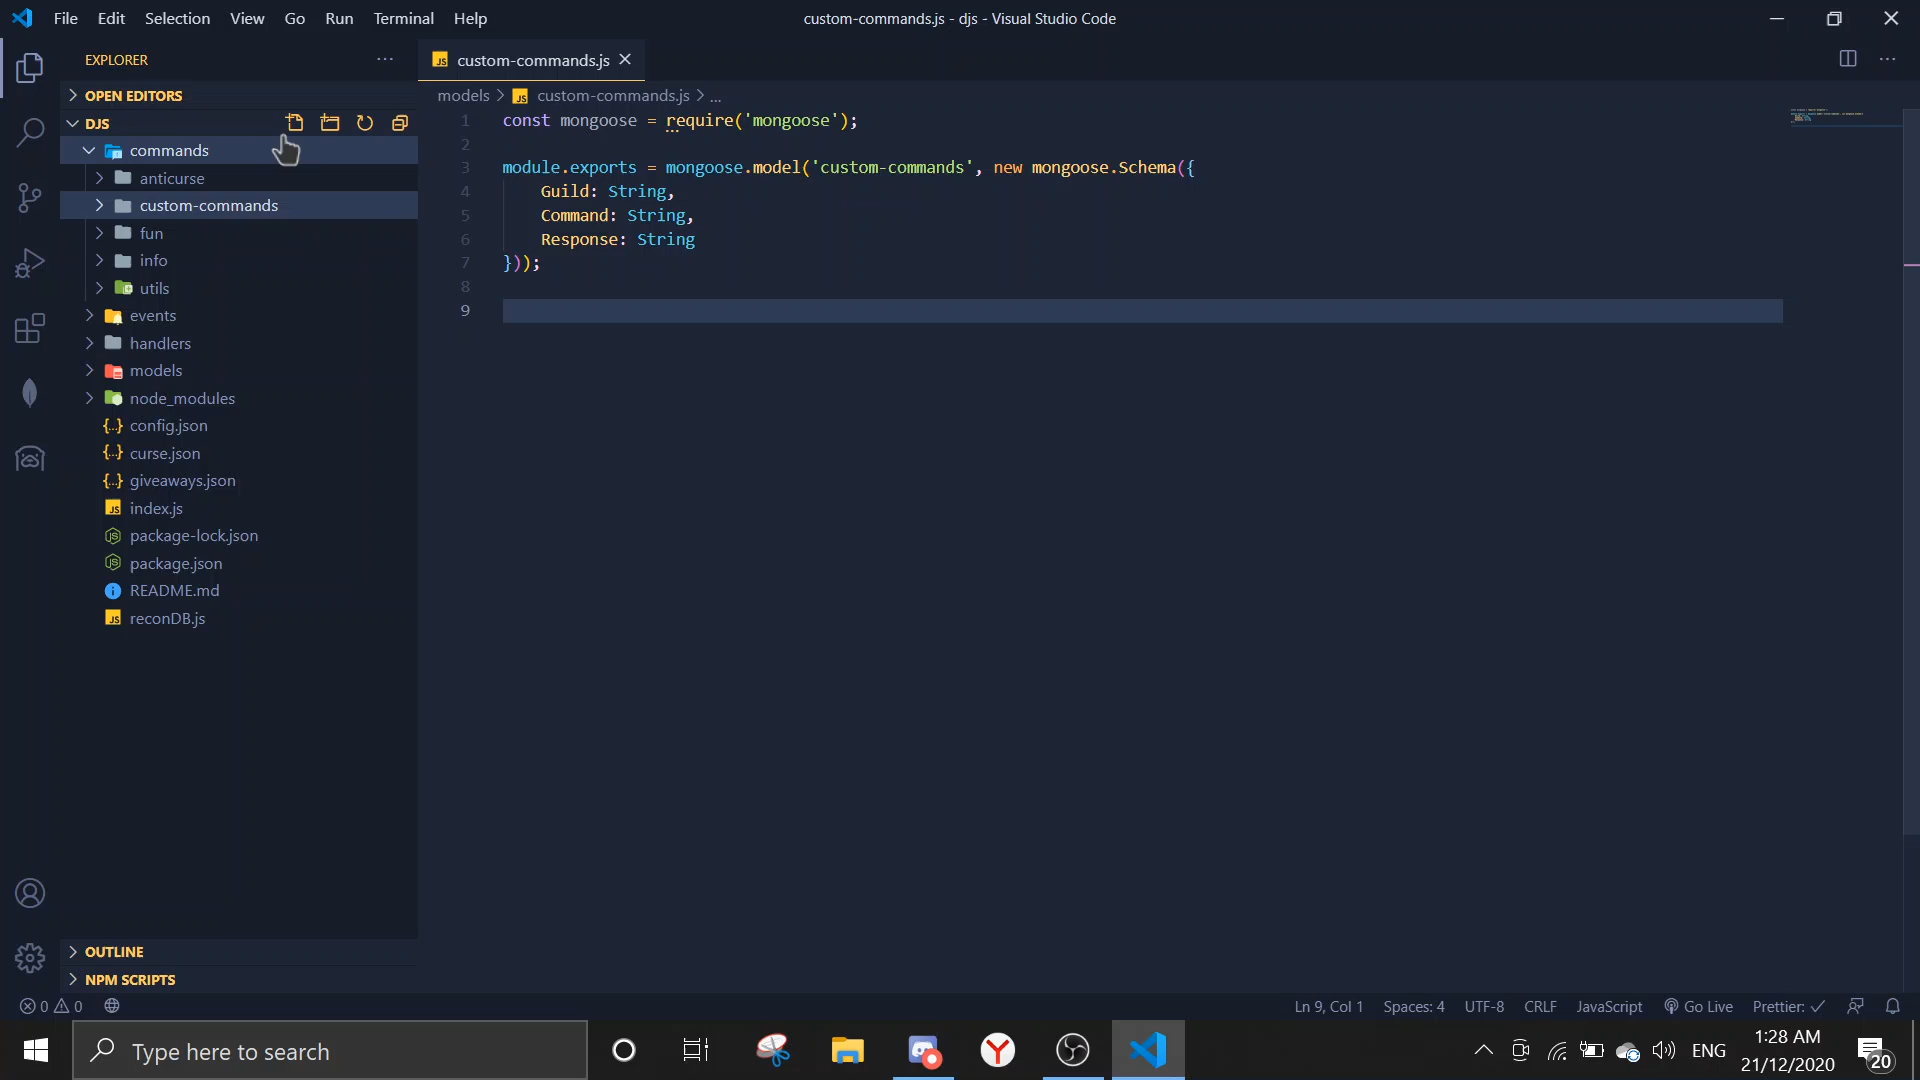 File Edit Selection View Go Run Terminal Help
custom-commands.js - djs - Visual Studio Code
EXPLORER
OPEN EDITORS
DJS
commands
anticurse
custom-commands
fun
info
utils
events
handlers
models
node_modules
config.json
curse.json
giveaways.json
index.js
package-lock.json
package.json
README.md
reconDB.js
OUTLINE
NPM SCRIPTS
JS custom-commands.js
models > JS custom-commands.js > ...
1 const mongoose = require('mongoose');
2
3 module.exports = mongoose.model('custom-commands', new mongoose.Schema({
4 Guild: String,
5 Command: String,
6 Response: String
7 }));
8
9
0 0
Ln 9, Col 1 Spaces: 4 UTF-8 CRLF JavaScript Go Live Prettier: ✓
Type here to search
ENG
1:28 AM
21/12/2020
20